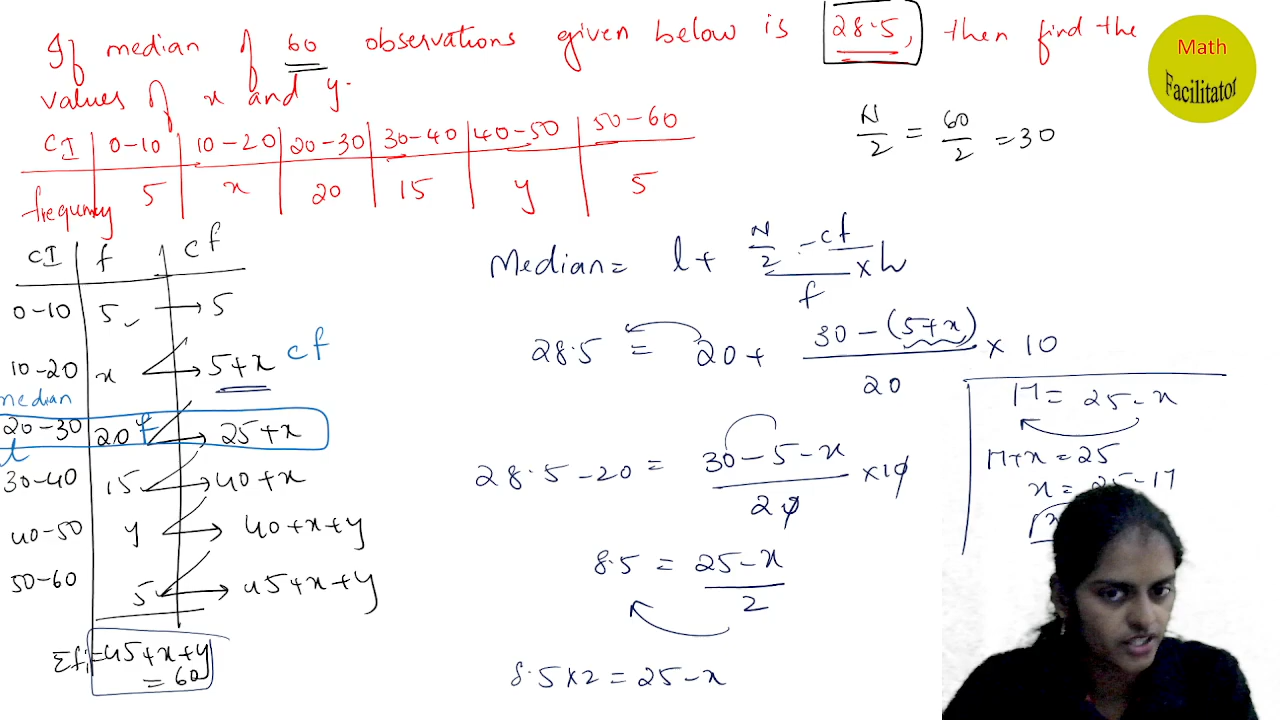 If median of 60 observations given below is 28.5, then find the
values of x and y.
Math
Facilitator
CI 0-10 10-20 20-30 30-40 40-50 50-60
frequency 5 x 20 15 y 5
N/2 = 60/2 = 30
CI f cf
0-10 5 5
10-20 x 5+x cf
median
20-30 20 f 25+x
l
30-40 15 40+x
40-50 y 40+x+y
50-60 5 45+x+y
Σfi = 45+x+y
= 60
Median = l + (N/2 - cf)/f × h
28.5 = 20 + (30 - (5+x))/20 × 10
28.5 - 20 = (30 - 5 - x)/20 × 10
8.5 = (25 - x)/2
8.5 × 2 = 25 - x
17 = 25 - x
17 + x = 25
x = 25 - 17